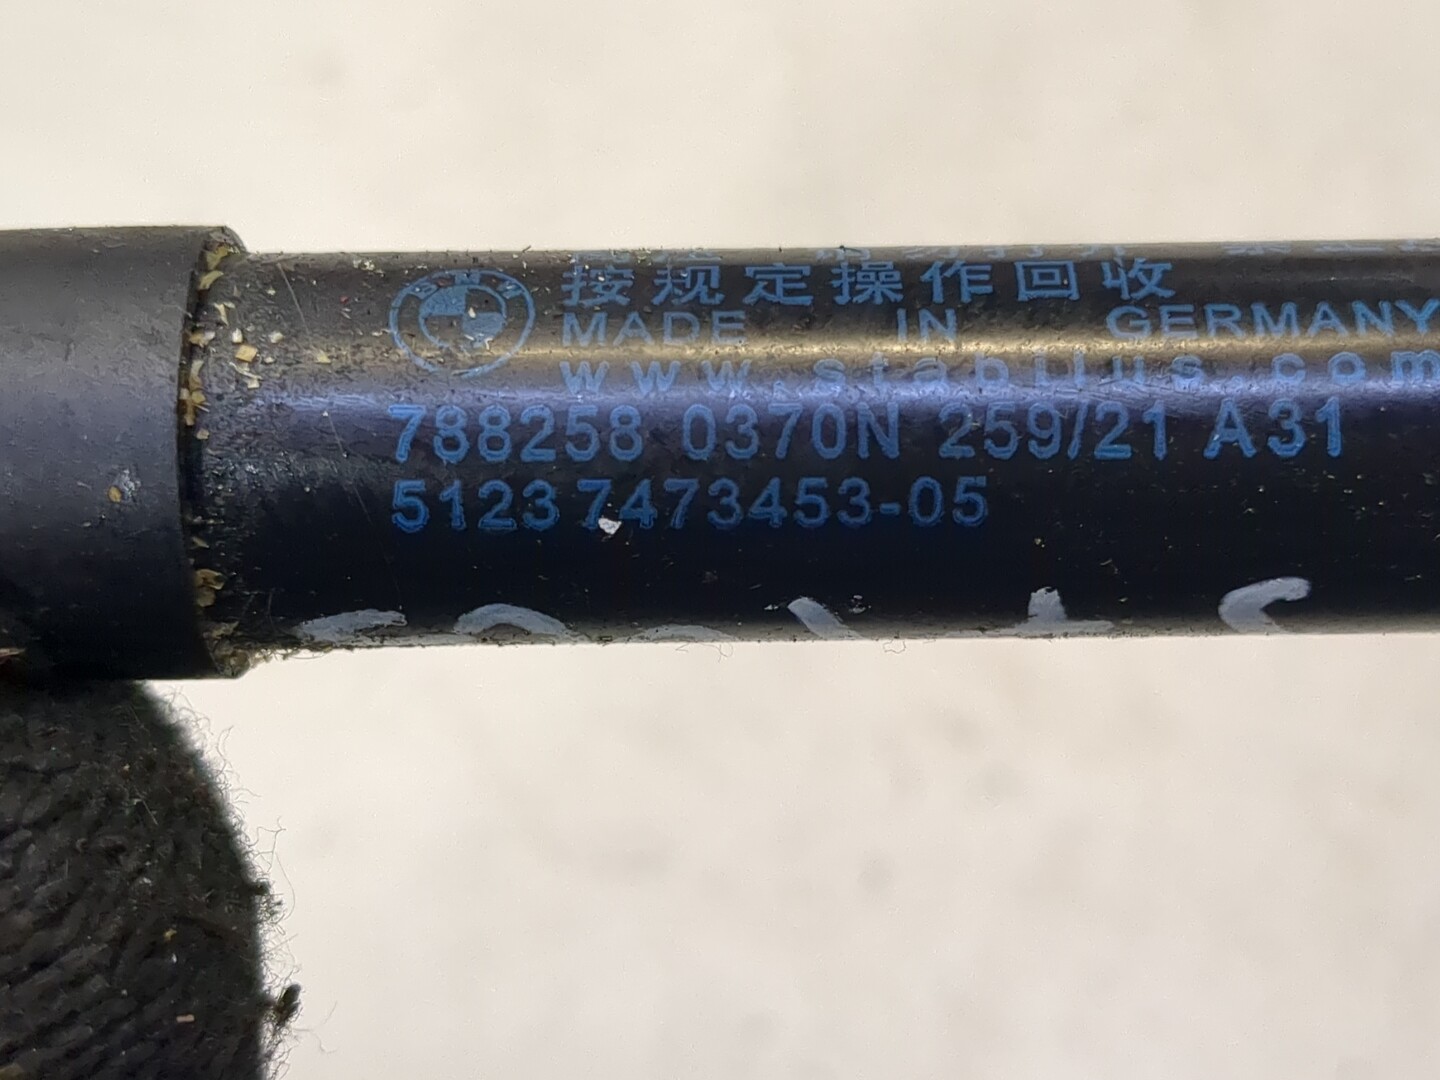 按规定操作回收
MADE IN GERMANY
www.stabilus.com
788258 0370N 259/21 A31
51237473453-05